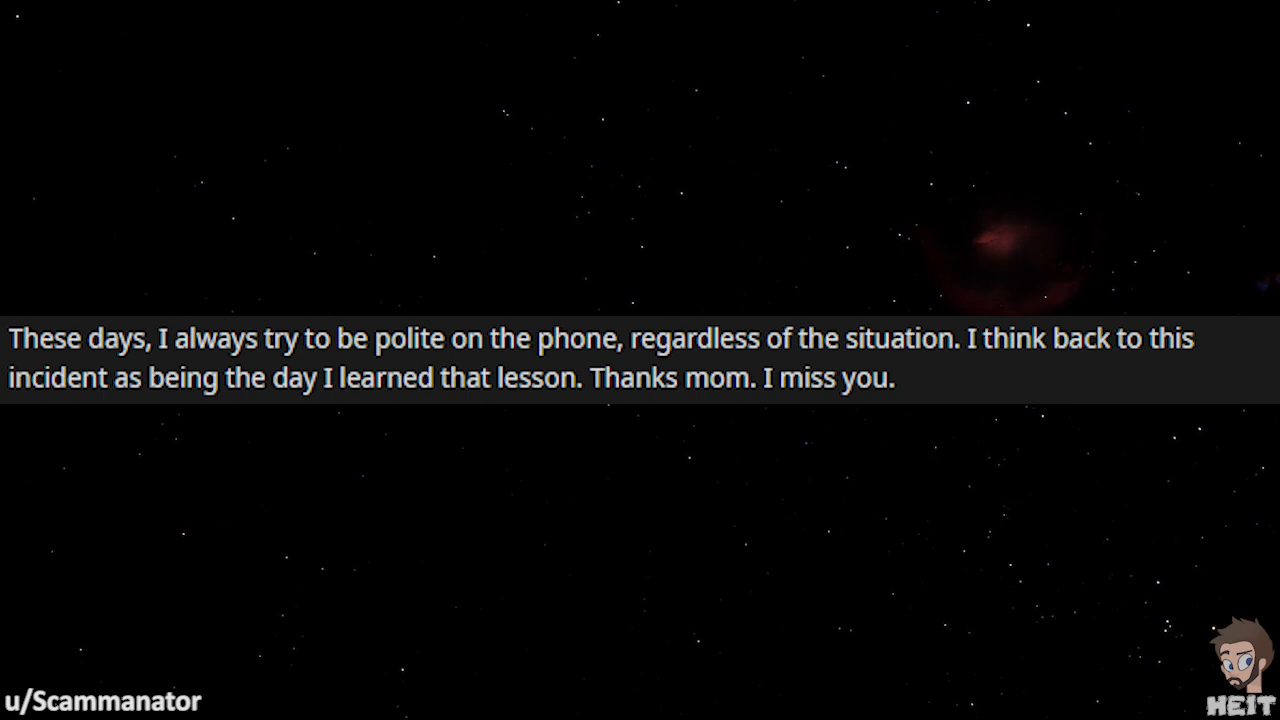 These days, I always try to be polite on the phone, regardless of the situation. I think back to this
incident as being the day I learned that lesson. Thanks mom. I miss you.
u/Scammanator
HEIT